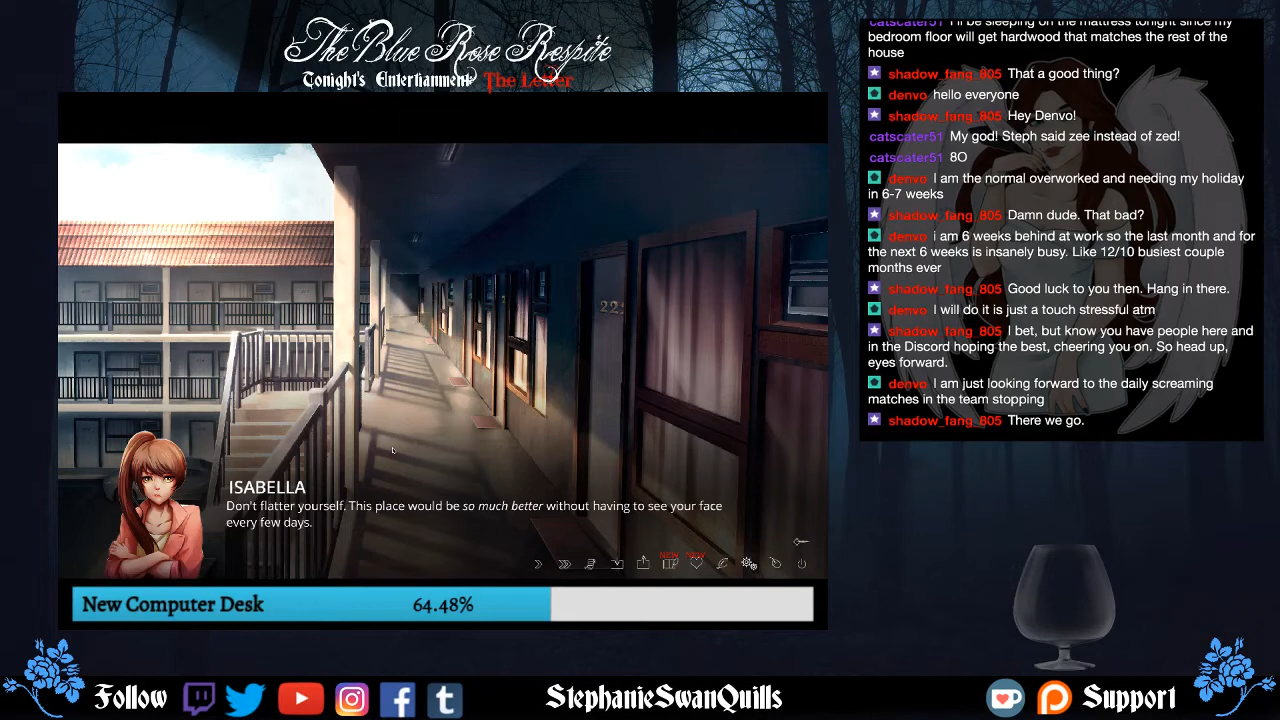 The Blue Rose Respite
Tonight's Entertainment: The Letter
catscater51 I'll be sleeping on the mattress tonight since my
bedroom floor will get hardwood that matches the rest of the
house
shadow_fang_805 That a good thing?
denvo hello everyone
shadow_fang_805 Hey Denvo!
catscater51 My god! Steph said zee instead of zed!
catscater51 8O
denvo I am the normal overworked and needing my holiday
in 6-7 weeks
shadow_fang_805 Damn dude. That bad?
denvo i am 6 weeks behind at work so the last month and for
the next 6 weeks is insanely busy. Like 12/10 busiest couple
months ever
shadow_fang_805 Good luck to you then. Hang in there.
denvo I will do it is just a touch stressful atm
shadow_fang_805 I bet, but know you have people here and
in the Discord hoping the best, cheering you on. So head up,
eyes forward.
denvo I am just looking forward to the daily screaming
matches in the team stopping
shadow_fang_805 There we go.
ISABELLA
Don't flatter yourself. This place would be so much better without having to see your face
every few days.
NEW NEW
New Computer Desk 64.48%
Follow StephanieSwanQuills Support